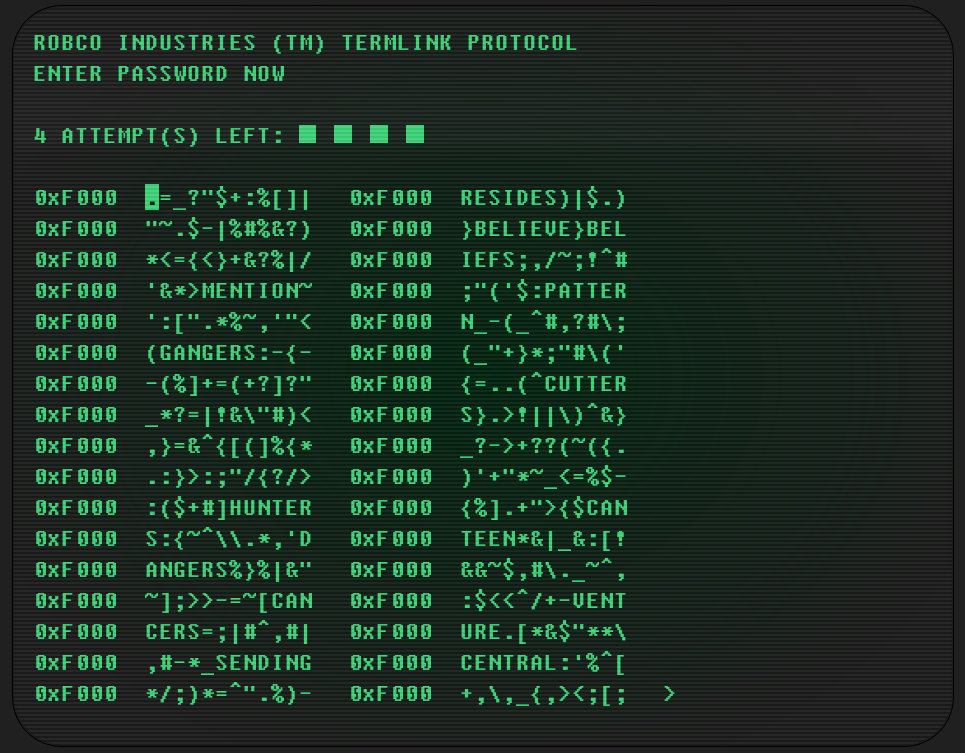 ROBCO INDUSTRIES (TM) TERMLINK PROTOCOL
ENTER PASSWORD NOW
4 ATTEMPT(S) LEFT:
0xF000 .=_?"$+:%[]| 0xF000 RESIDES)|$.)
0xF000 "~.$-|%#%&?) 0xF000 }BELIEVE}BEL
0xF000 *<={<}+&?%|/ 0xF000 IEFS;,/~;!^#
0xF000 '&*>MENTION~ 0xF000 ;"('$:PATTER
0xF000 ':[".*%~,'"< 0xF000 N_-(_^#,?#\;
0xF000 (GANGERS:-{- 0xF000 (_"+}*;"#\('
0xF000 -(%]+=(+?]?" 0xF000 {=..(^CUTTER
0xF000 _*?=|!&\"#)< 0xF000 S}.>!||\)^&}
0xF000 ,}=&^{[(]%{* 0xF000 _?->+??(~({.
0xF000 .:}>:;"/{?/> 0xF000 )'+"*~_<=%$-
0xF000 :($+#]HUNTER 0xF000 {%].+">{$CAN
0xF000 S:{~^\\.*,'D 0xF000 TEEN*&|_&:[!
0xF000 ANGERS%}%|&" 0xF000 &&~$,#\._~^,
0xF000 ~];>>-=~[CAN 0xF000 :$<<^/+-VENT
0xF000 CERS=;|#^,#| 0xF000 URE.[*&$"**\
0xF000 ,#-*_SENDING 0xF000 CENTRAL:'%^[
0xF000 */;)*=^".%)- 0xF000 +,\,_{,><;[; >